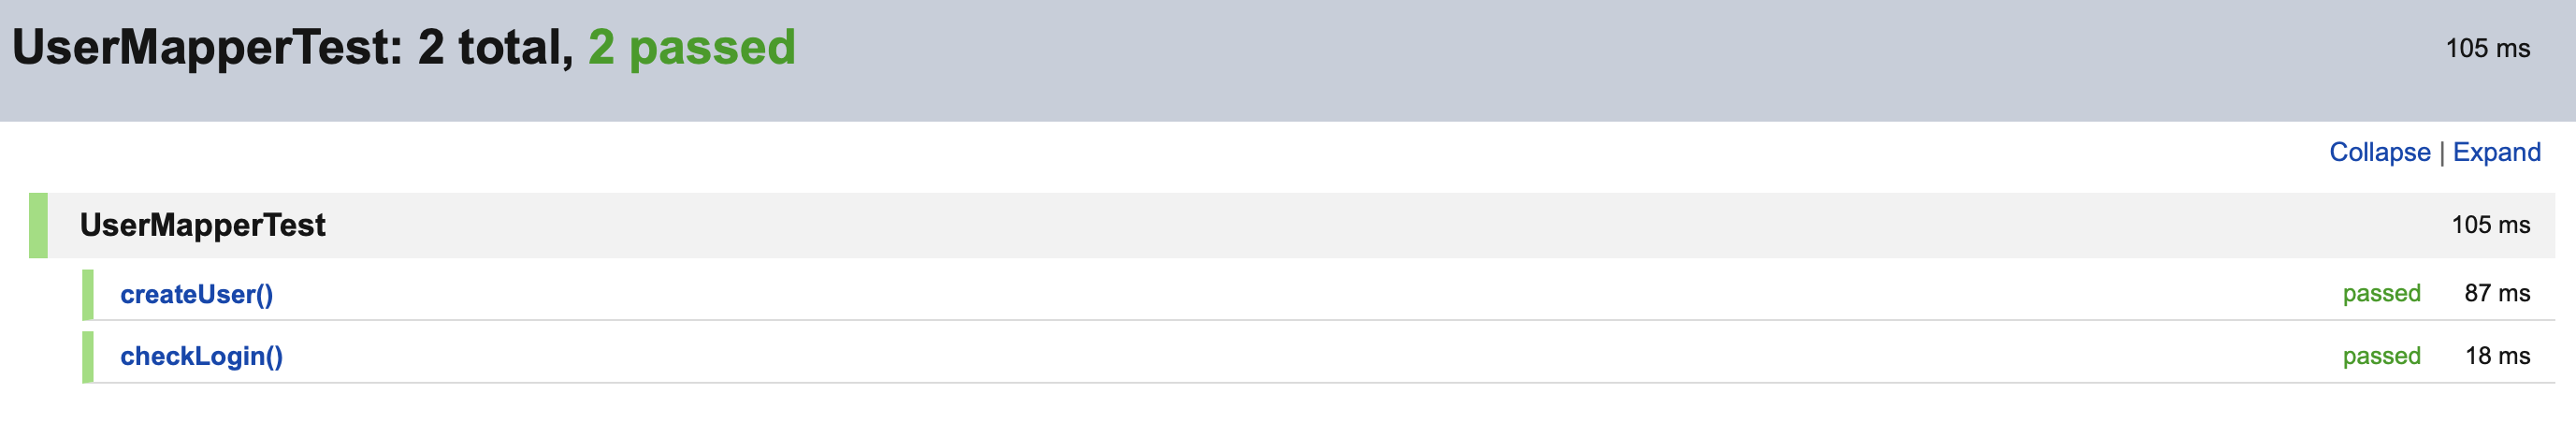 UserMapperTest: 2 total, 2 passed 105 ms
Collapse | Expand
UserMapperTest 105 ms
createUser() passed 87 ms
checkLogin() passed 18 ms